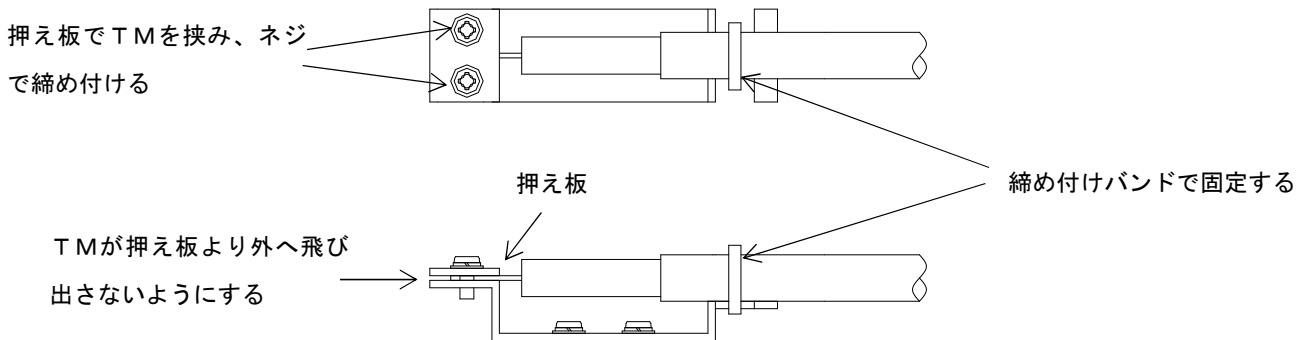 押え板でＴＭを挟み、ネジ
で締め付ける
押え板
締め付けバンドで固定する
ＴＭが押え板より外へ飛び
出さないようにする